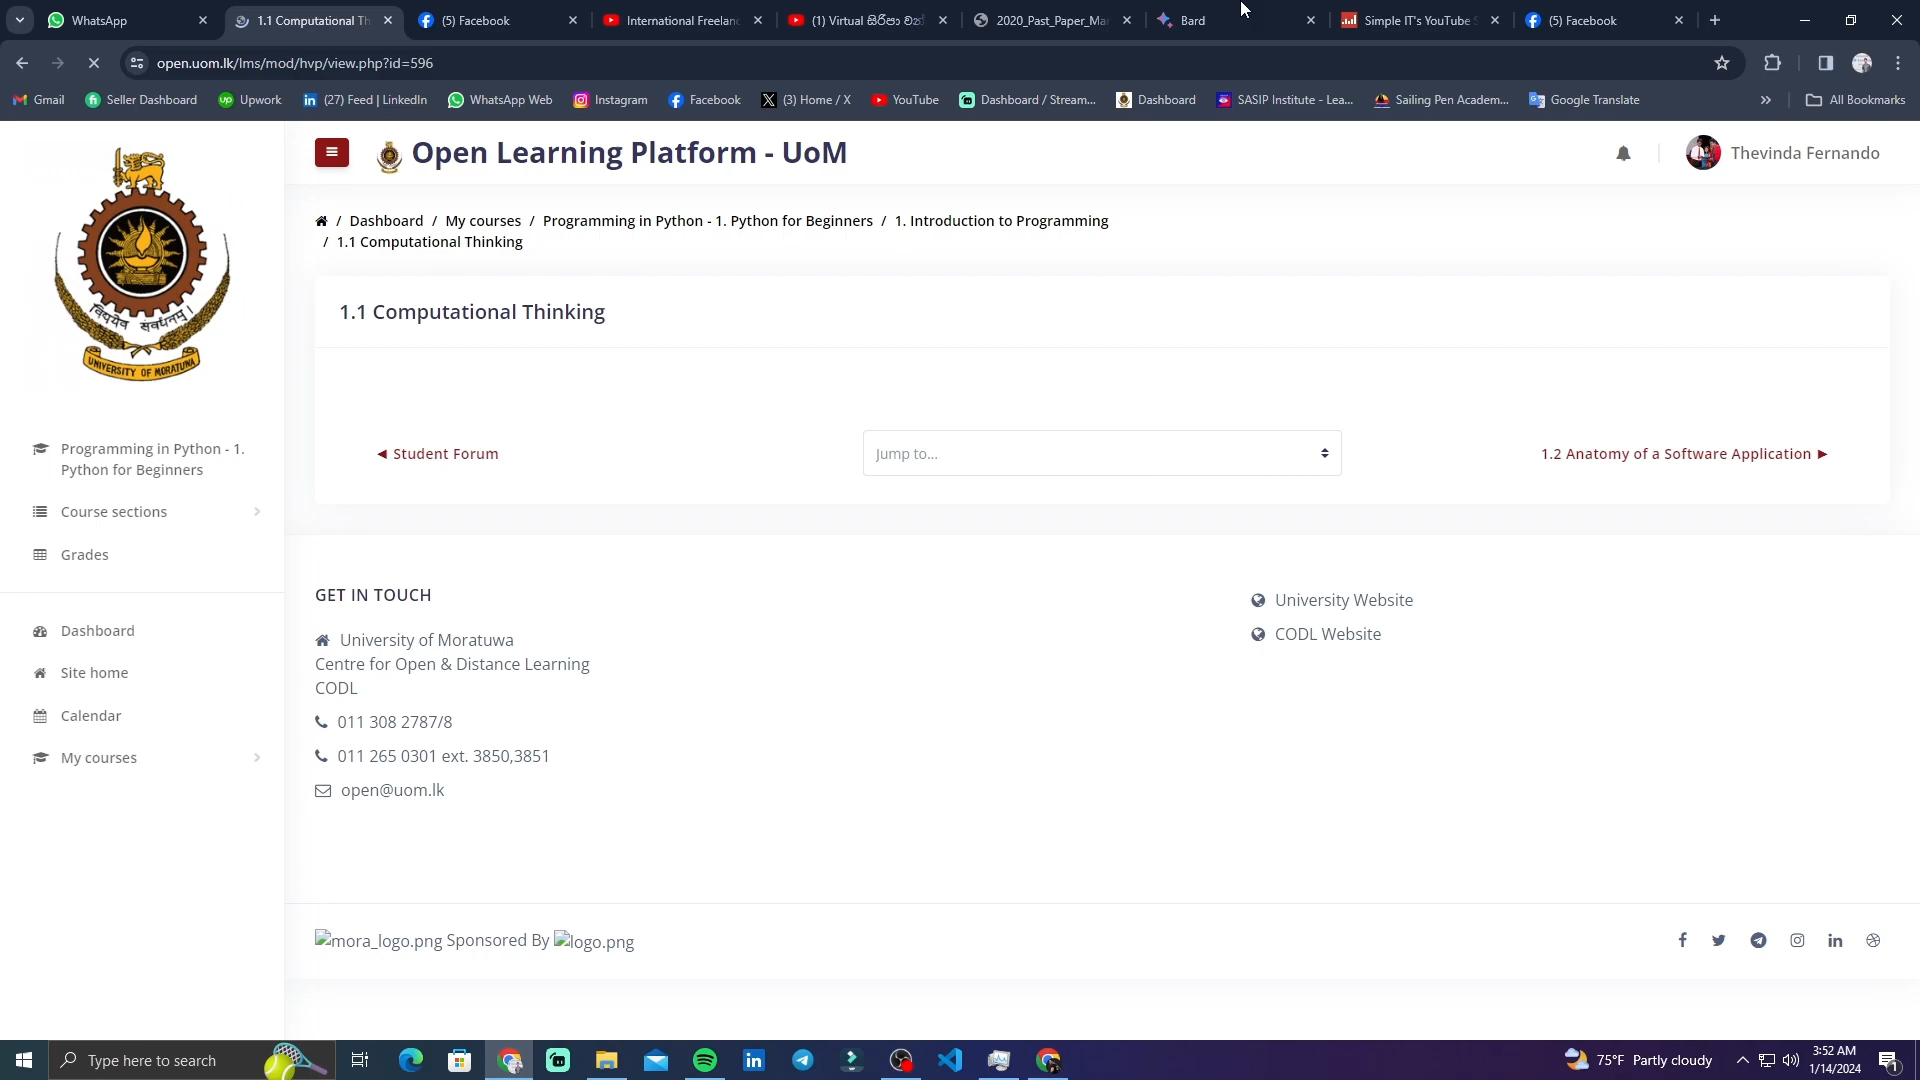 WhatsApp
1.1 Computational Th
(5) Facebook
International Freelanc
(1) Virtual සිරිපා වන්
2020_Past_Paper_Mar
Bard
Simple IT's YouTube S
(5) Facebook
open.uom.lk/lms/mod/hvp/view.php?id=596
Gmail
Seller Dashboard
Upwork
(27) Feed | LinkedIn
WhatsApp Web
Instagram
Facebook
(3) Home / X
YouTube
Dashboard / Stream...
Dashboard
SASIP Institute - Lea...
Sailing Pen Academ...
Google Translate
All Bookmarks
विद्ययैव संवर्धनम्
UNIVERSITY OF MORATUWA
Open Learning Platform - UoM
Thevinda Fernando
/ Dashboard / My courses / Programming in Python - 1. Python for Beginners / 1. Introduction to Programming
/ 1.1 Computational Thinking
1.1 Computational Thinking
◄ Student Forum
Jump to...
1.2 Anatomy of a Software Application ►
Programming in Python - 1.
Python for Beginners
Course sections
Grades
Dashboard
Site home
Calendar
My courses
GET IN TOUCH
University of Moratuwa
Centre for Open & Distance Learning
CODL
011 308 2787/8
011 265 0301 ext. 3850,3851
open@uom.lk
University Website
CODL Website
mora_logo.png Sponsored By logo.png
Type here to search
75°F Partly cloudy
3:52 AM
1/14/2024
1